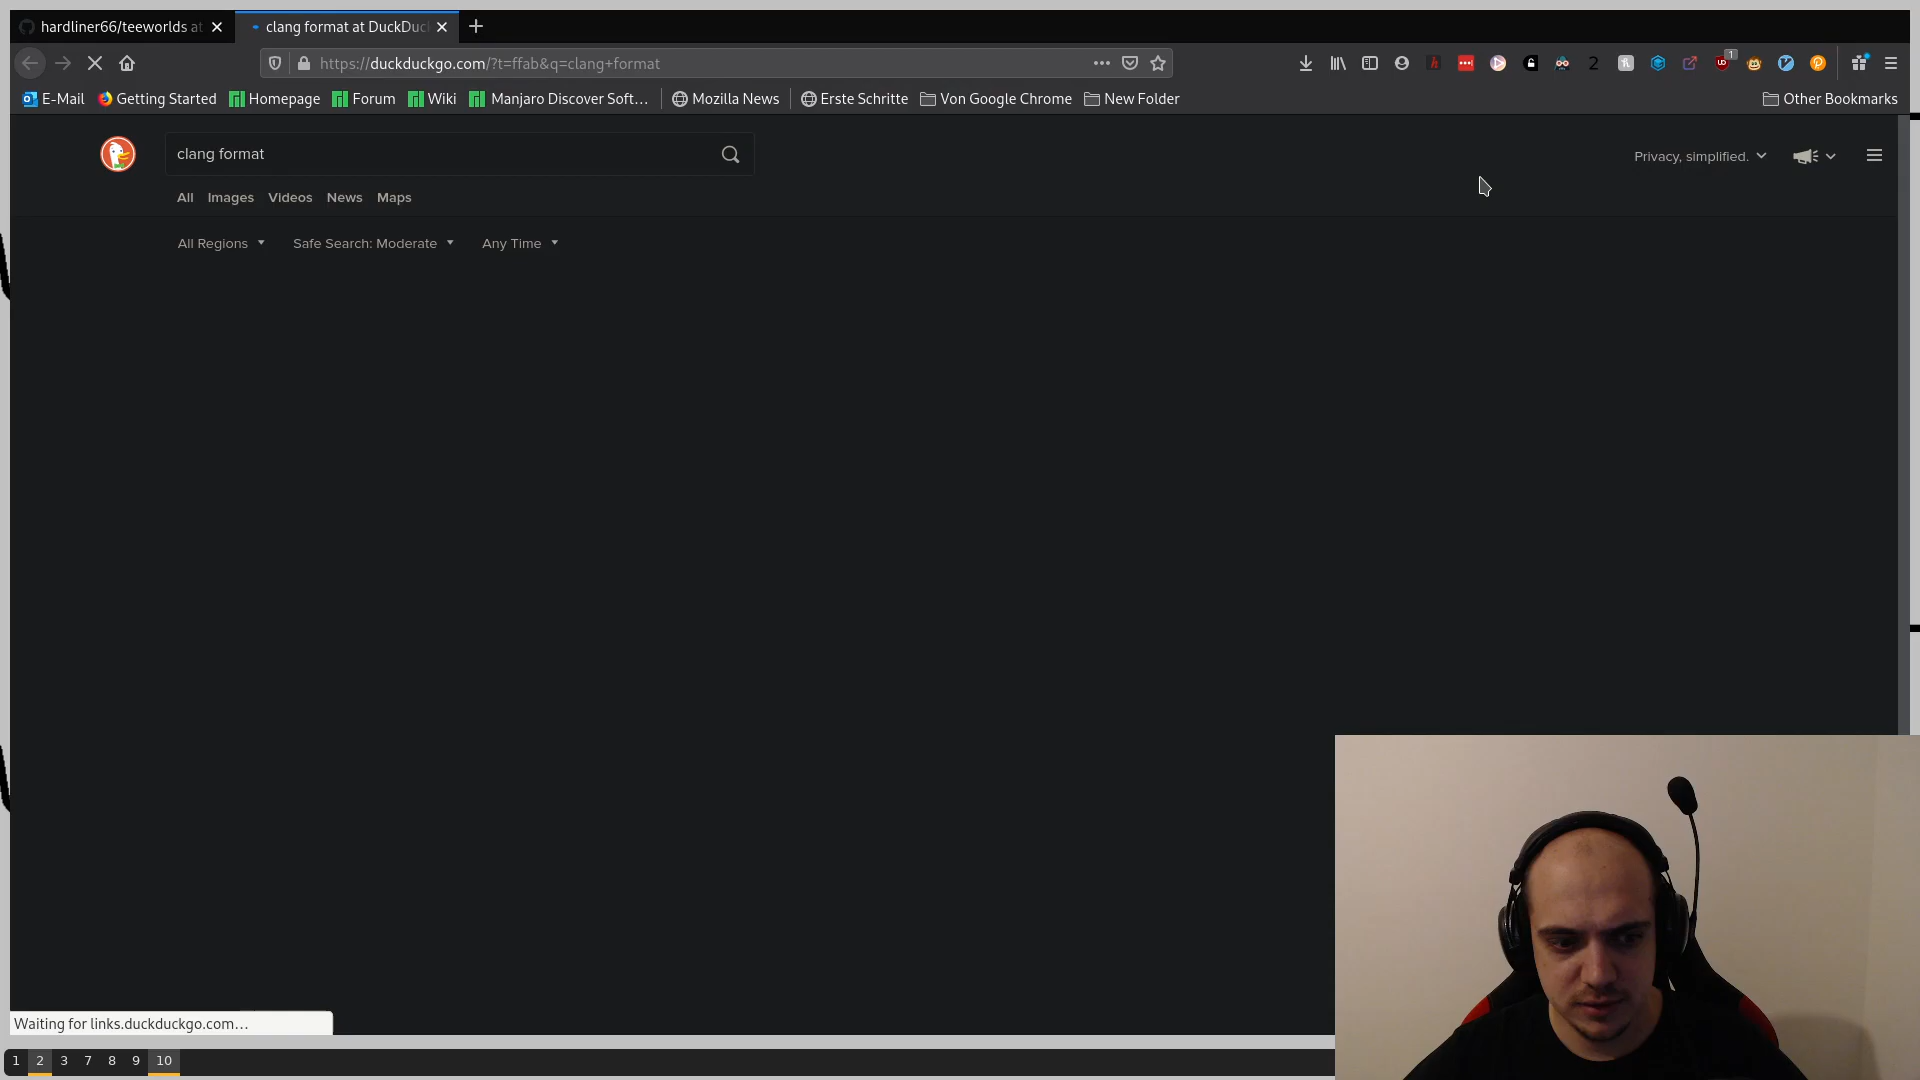 hardliner66/teeworlds at
clang format at DuckDuc
https://duckduckgo.com/?t=ffab&q=clang+format
2
1
E-Mail
Getting Started
Homepage
Forum
Wiki
Manjaro Discover Soft…
Mozilla News
Erste Schritte
Von Google Chrome
New Folder
Other Bookmarks
clang format
Privacy, simplified.
All Images Videos News Maps
All Regions
Safe Search: Moderate
Any Time
Waiting for links.duckduckgo.com…
1 2 3 7 8 9 10